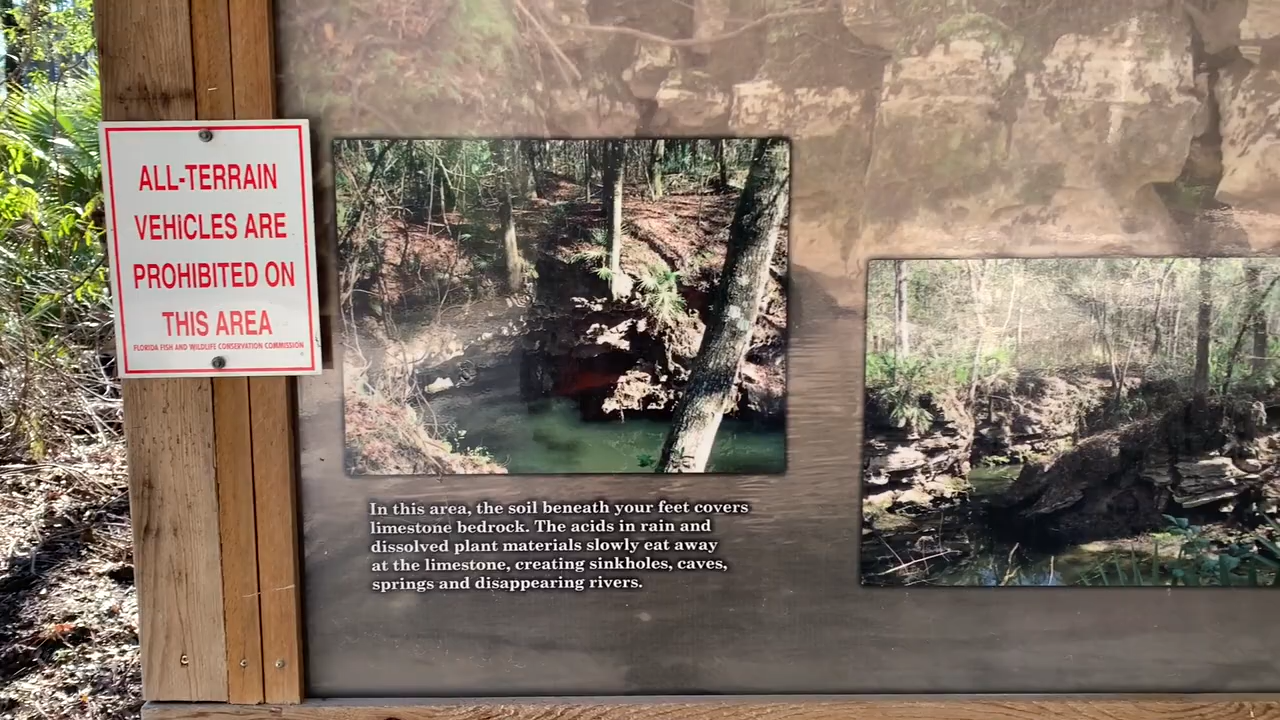 ALL-TERRAIN
VEHICLES ARE
PROHIBITED ON
THIS AREA
FLORIDA FISH AND WILDLIFE CONSERVATION COMMISSION
In this area, the soil beneath your feet covers
limestone bedrock. The acids in rain and
dissolved plant materials slowly eat away
at the limestone, creating sinkholes, caves,
springs and disappearing rivers.